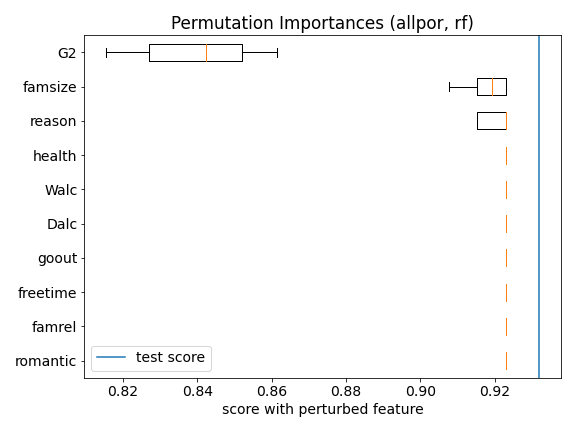 Permutation Importances (allpor, rf)
G2
famsize
reason
health
Walc
Dalc
goout
freetime
famrel
romantic
test score
0.82 0.84 0.86 0.88 0.90 0.92
score with perturbed feature